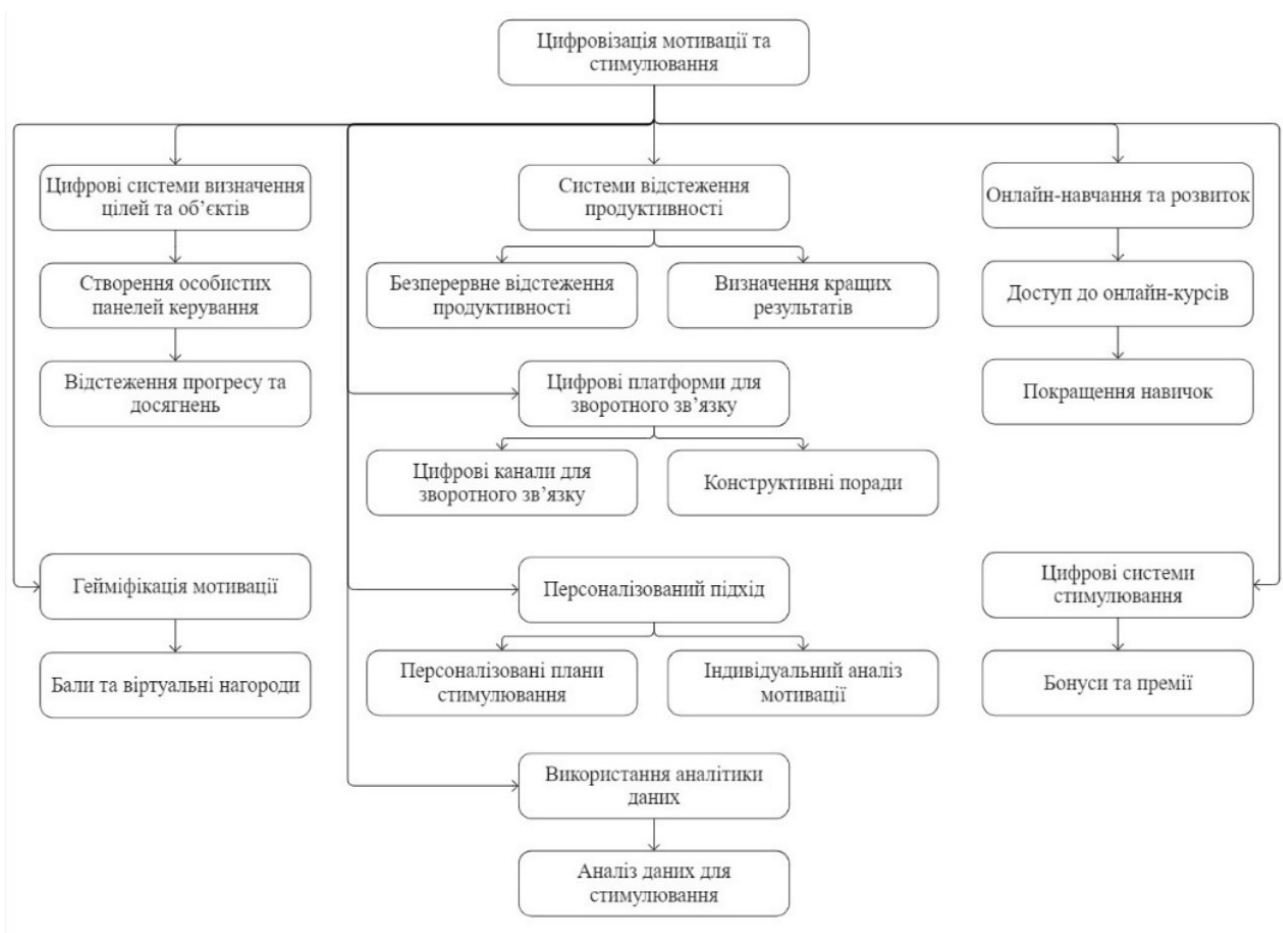 Цифровізація мотивації та
стимулювання
Цифрові системи визначення
цілей та об’єктів
Системи відстеження
продуктивності
Онлайн-навчання та розвиток
Створення особистих
панелей керування
Безперервне відстеження
продуктивності
Визначення кращих
результатів
Доступ до онлайн-курсів
Відстеження прогресу та
досягнень
Цифрові платформи для
зворотного зв’язку
Покращення навичок
Цифрові канали для
зворотного зв’язку
Конструктивні поради
Гейміфікація мотивації
Персоналізований підхід
Цифрові системи
стимулювання
Бали та віртуальні нагороди
Персоналізовані плани
стимулювання
Індивідуальний аналіз
мотивації
Бонуси та премії
Використання аналітики
даних
Аналіз даних для
стимулювання